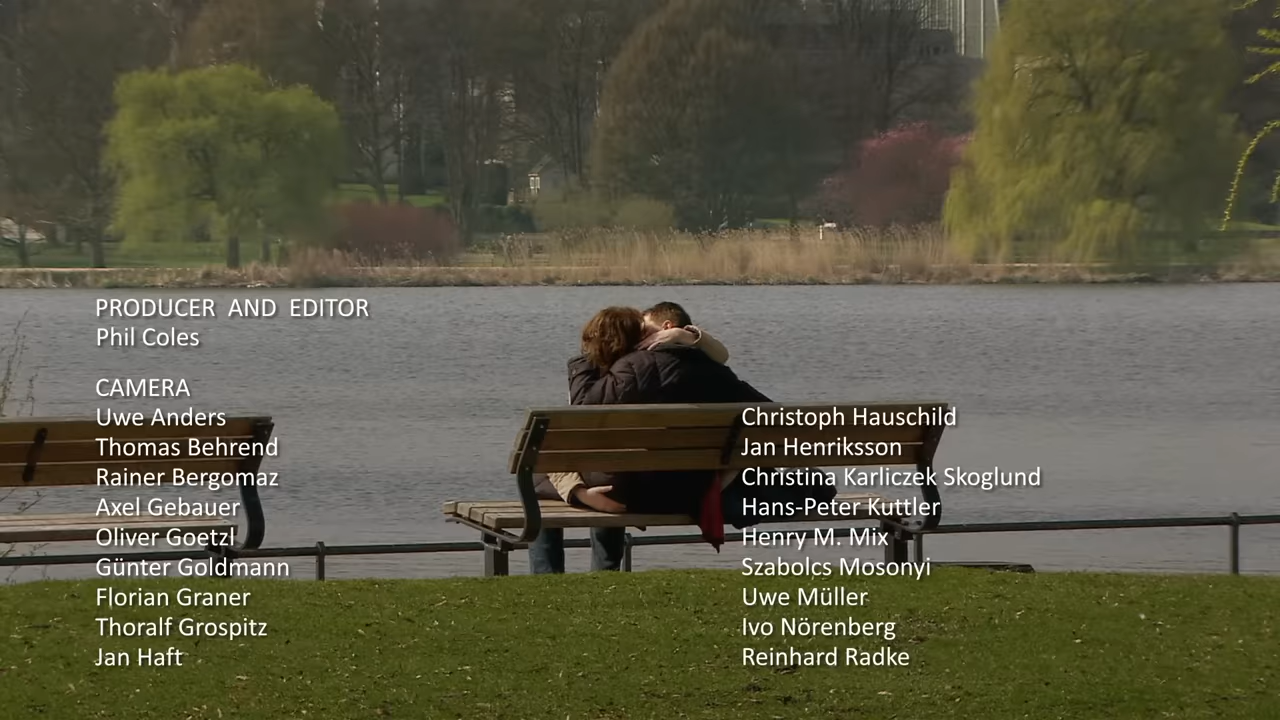 PRODUCER AND EDITOR
Phil Coles
CAMERA
Uwe Anders
Thomas Behrend
Rainer Bergomaz
Axel Gebauer
Oliver Goetzl
Günter Goldmann
Florian Graner
Thoralf Grospitz
Jan Haft
Christoph Hauschild
Jan Henriksson
Christina Karliczek Skoglund
Hans-Peter Kuttler
Henry M. Mix
Szabolcs Mosonyi
Uwe Müller
Ivo Nörenberg
Reinhard Radke